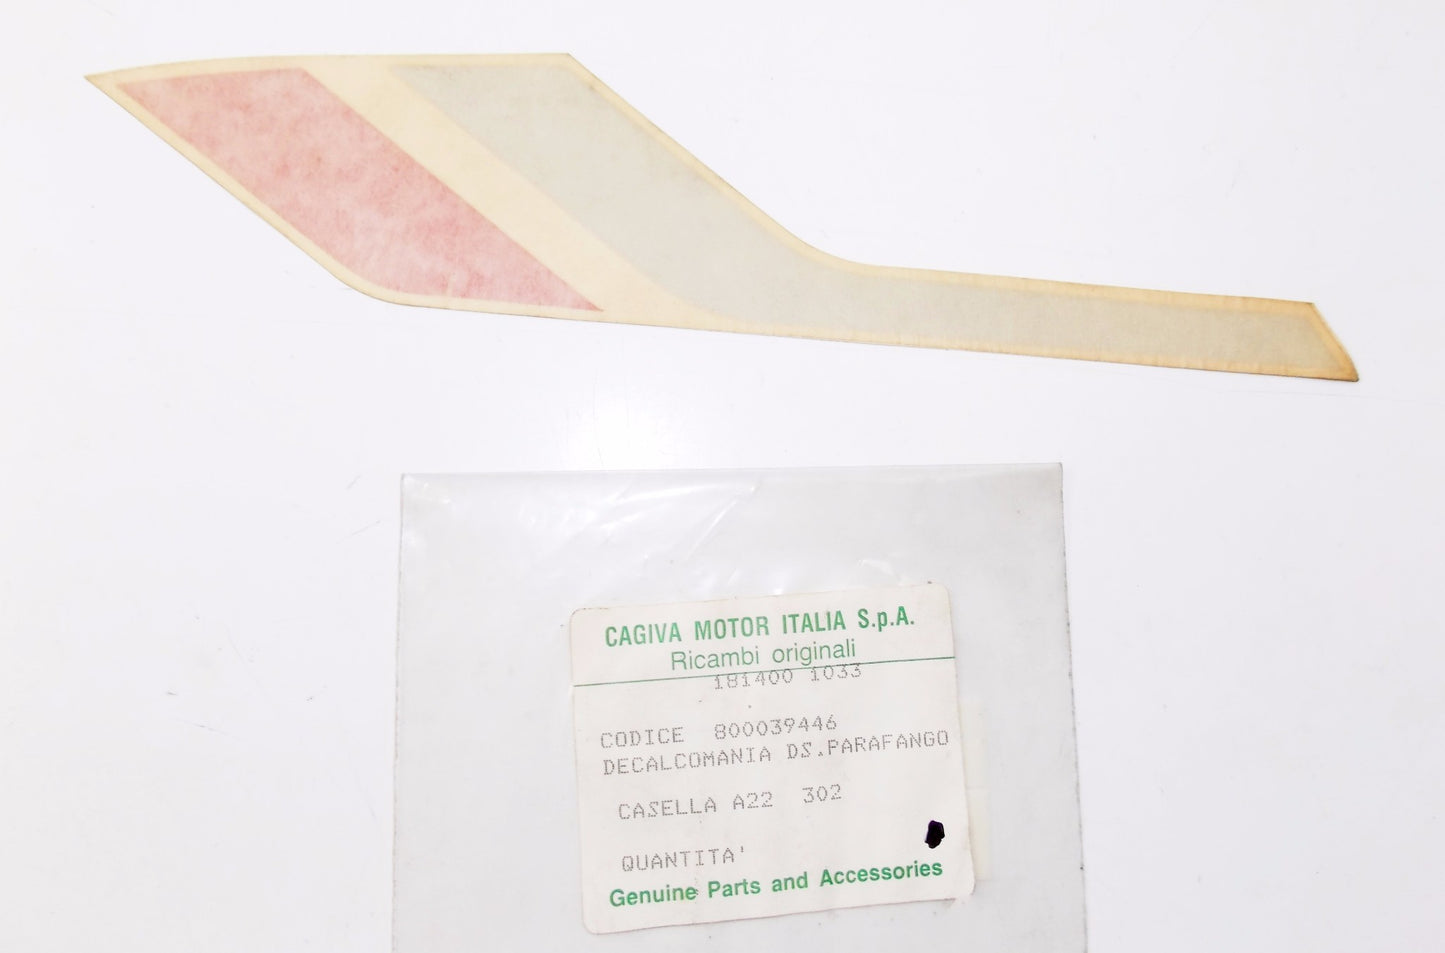 CAGIVA MOTOR ITALIA S.p.A.
Ricambi originali
181400 1033
CODICE 800039446
DECALCOMANIA DS.PARAFANGO
CASELLA A22 302
QUANTITA'
Genuine Parts and Accessories